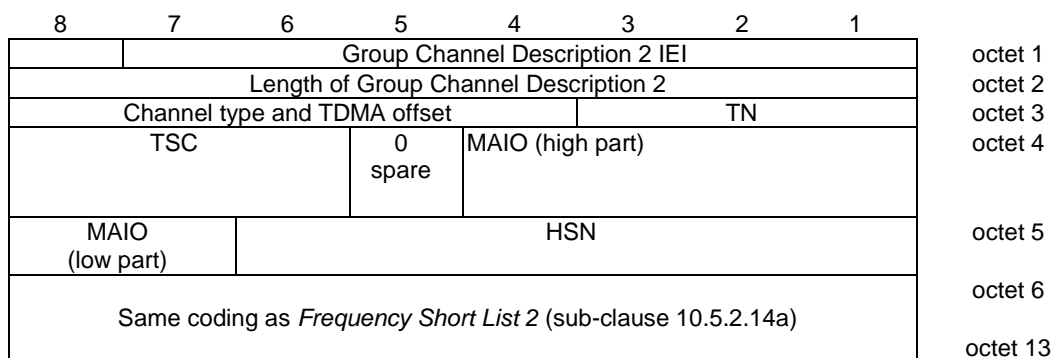 8 7 6 5 4 3 2 1
Group Channel Description 2 IEI octet 1
Length of Group Channel Description 2 octet 2
Channel type and TDMA offset TN octet 3
TSC 0 MAIO (high part) octet 4
spare
MAIO HSN octet 5
(low part)
octet 6
Same coding as Frequency Short List 2 (sub-clause 10.5.2.14a)
octet 13